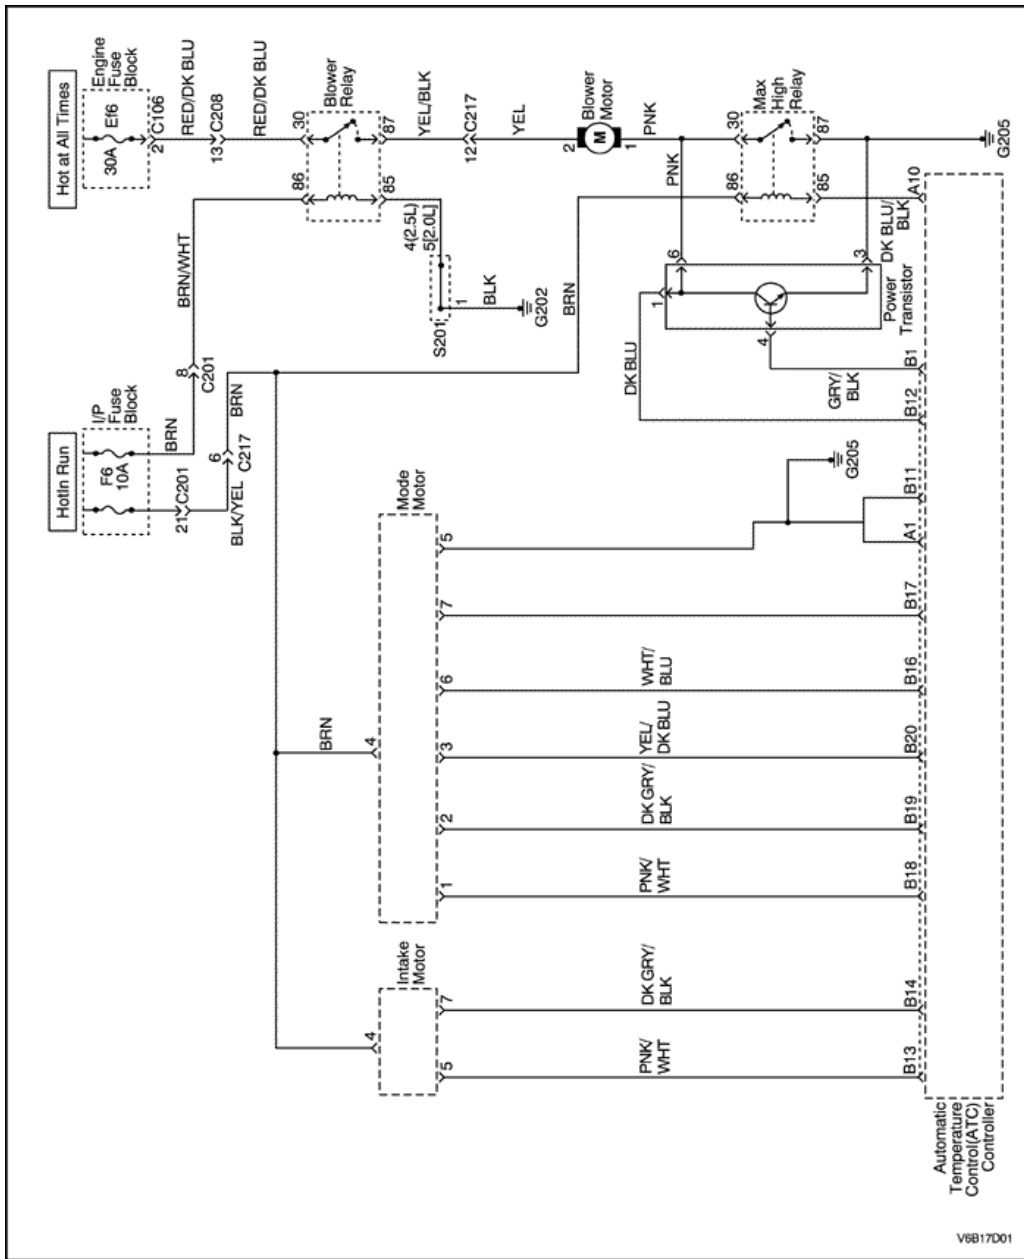 Hot at All Times
Engine
Fuse
Block
Ef6
30A
2
C106
RED/DK BLU
13
C208
RED/DK BLU
Blower
Relay
30
87
86
85
YEL/BLK
12
C217
YEL
Blower
Motor
2
M
1
PNK
PNK
Max
High
Relay
30
87
86
85
G205
A10
DK BLU/
BLK
BRN/WHT
4(2.5L)
5[2.0L]
S201
1
BLK
G202
BRN
6
3
1
4
Power
Transistor
DK BLU
GRY/
BLK
B1
B12
HotIn Run
I/P
Fuse
Block
F6
10A
BRN
8
C201
21
C201
BLK/YEL
6
C217
BRN
Mode
Motor
5
7
6
3
2
1
4
BRN
G205
B11
A1
B17
WHT/
BLU
B16
YEL/
DK BLU
B20
DK GRY/
BLK
B19
PNK/
WHT
B18
Intake
Motor
4
7
5
DK GRY/
BLK
B14
PNK/
WHT
B13
Automatic
Temperature
Control(ATC)
Controller
V6B17D01